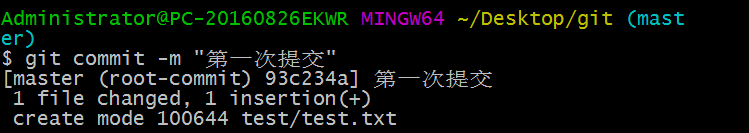 Administrator@PC-20160826EKWR MINGW64 ~/Desktop/git (mast
er)
$ git commit -m "第一次提交"
[master (root-commit) 93c234a] 第一次提交
 1 file changed, 1 insertion(+)
 create mode 100644 test/test.txt